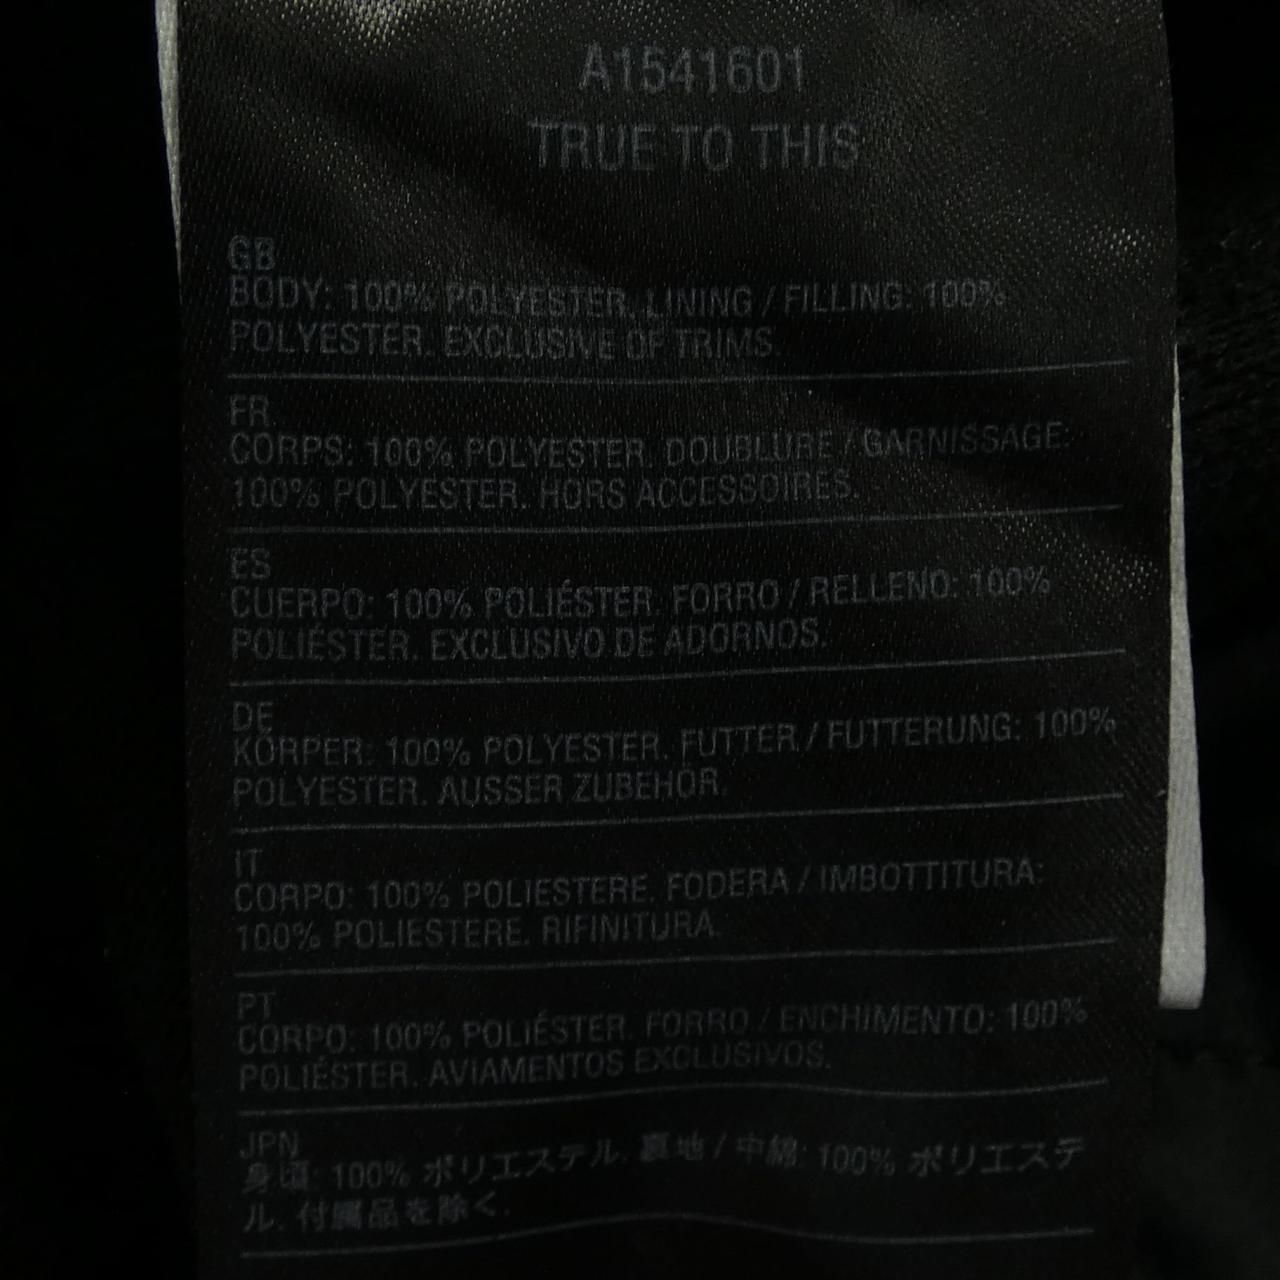 A1541601
TRUE TO THIS
GB
BODY: 100% POLYESTER. LINING / FILLING: 100%
POLYESTER. EXCLUSIVE OF TRIMS.
FR
CORPS: 100% POLYESTER. DOUBLURE / GARNISSAGE:
100% POLYESTER. HORS ACCESSOIRES.
ES
CUERPO: 100% POLIÉSTER. FORRO / RELLENO: 100%
POLIÉSTER. EXCLUSIVO DE ADORNOS.
DE
KÖRPER: 100% POLYESTER. FUTTER / FUTTERUNG: 100%
POLYESTER. AUSSER ZUBEHÖR.
IT
CORPO: 100% POLIESTERE. FODERA / IMBOTTITURA:
100% POLIESTERE. RIFINITURA.
PT
CORPO: 100% POLIÉSTER. FORRO / ENCHIMENTO: 100%
POLIÉSTER. AVIAMENTOS EXCLUSIVOS.
JPN
身頃: 100% ポリエステル. 裏地 / 中綿: 100% ポリエステ
ル. 付属品を除く.